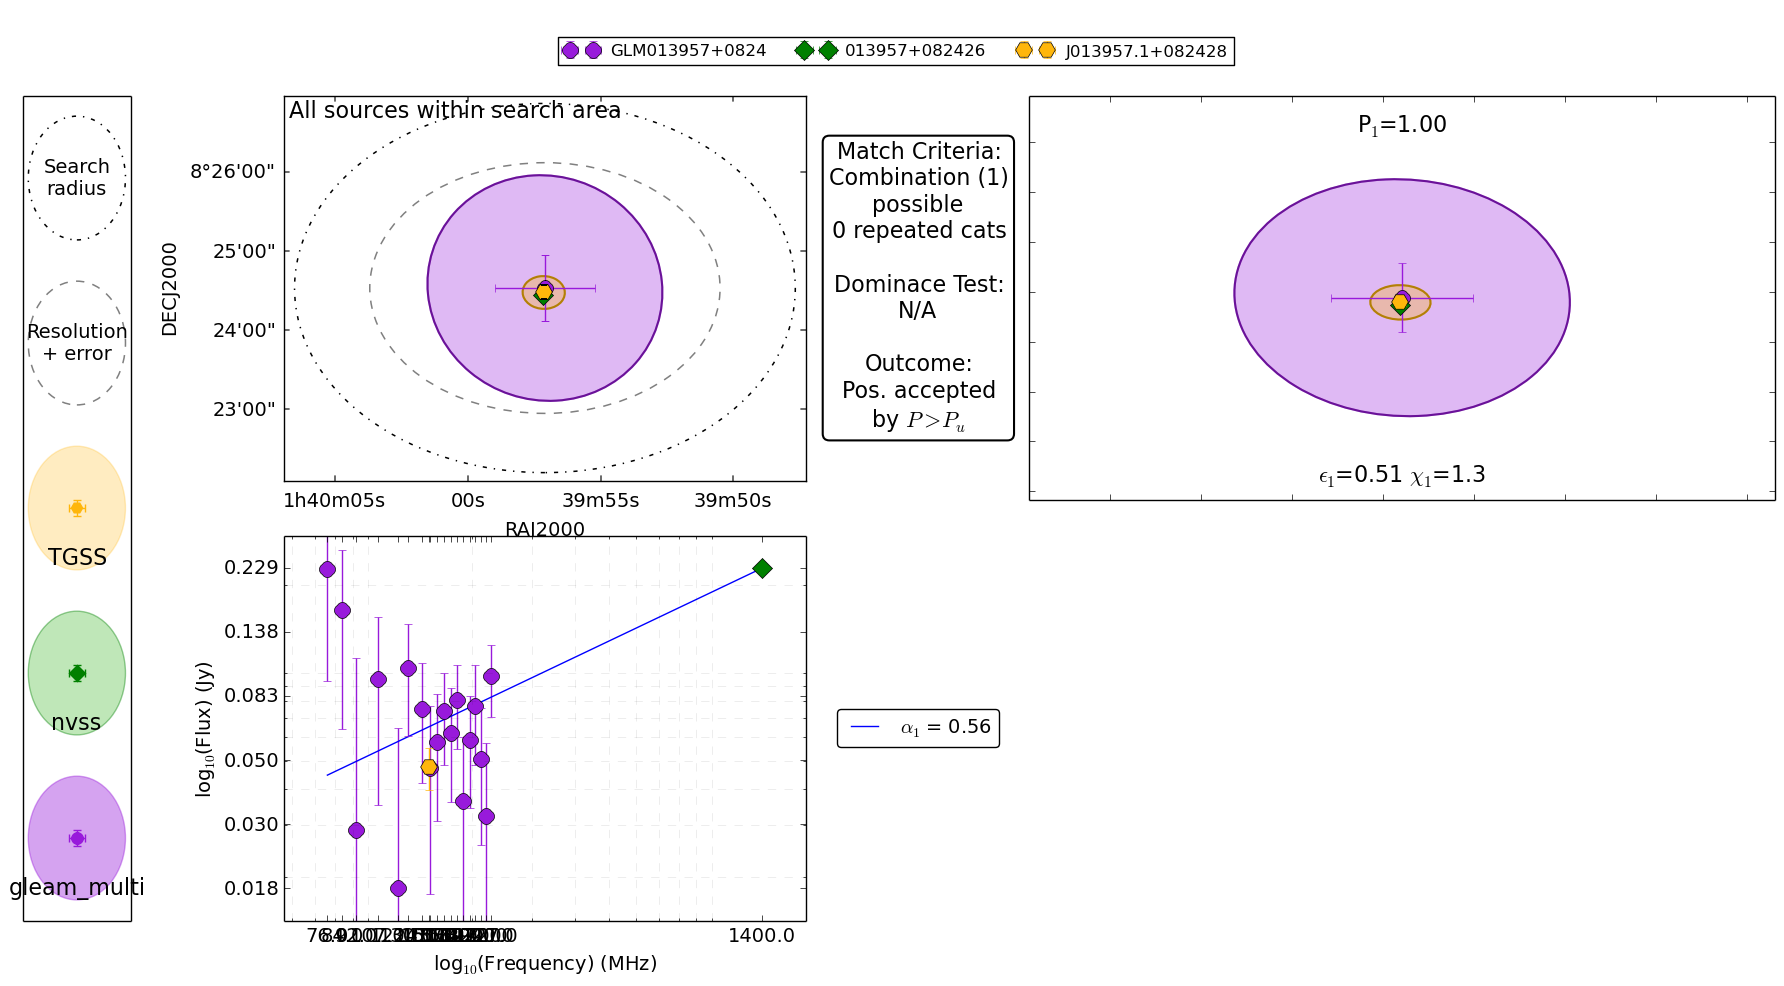 GLM013957+0824 013957+082426 J013957.1+082428
Search
radius
Resolution
+ error
TGSS
nvss
gleam_multi
All sources within search area
DECJ2000
8°26'00"
25'00"
24'00"
23'00"
1h40m05s 00s 39m55s 39m50s
RAJ2000
Match Criteria:
Combination (1)
possible
0 repeated cats
Dominace Test:
N/A
Outcome:
Pos. accepted
by P>Pᵤ
P₁=1.00
ϵ₁=0.51 χ₁=1.3
log₁₀(Flux) (Jy)
0.229
0.138
0.083
0.050
0.030
0.018
1400.0
log₁₀(Frequency) (MHz)
α₁ = 0.56